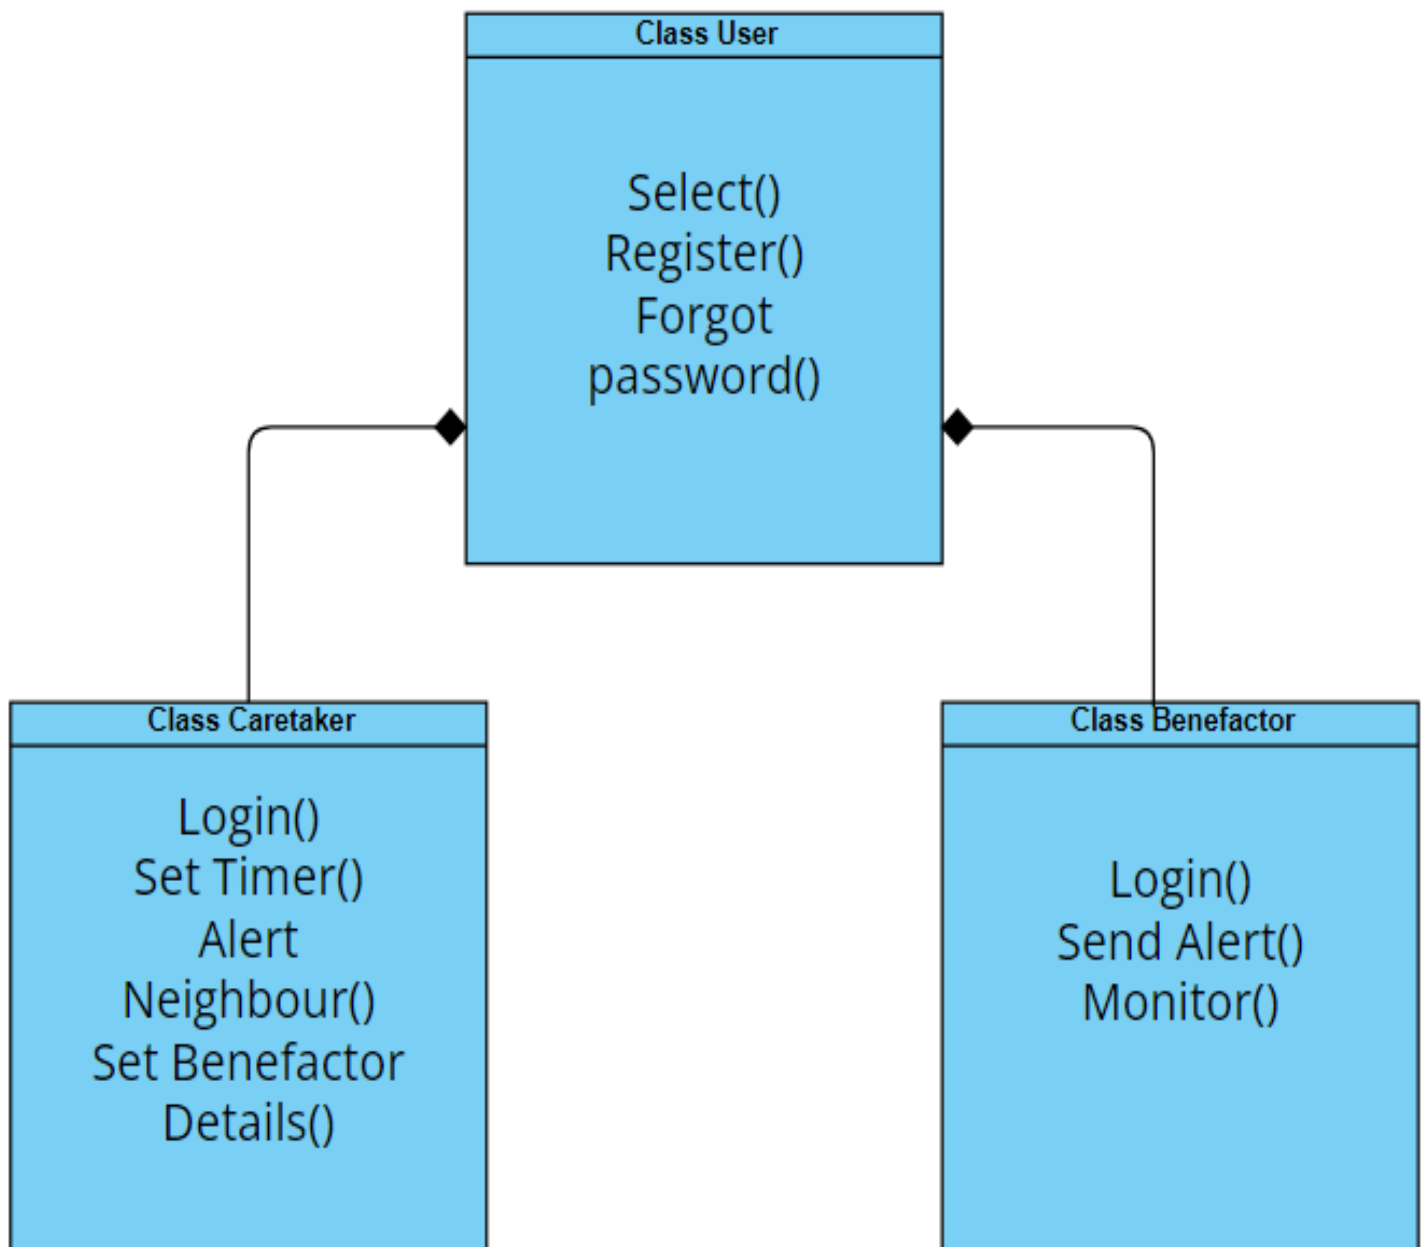 Class User
Select()
Register()
Forgot
password()
Class Caretaker
Login()
Set Timer()
Alert
Neighbour()
Set Benefactor
Details()
Class Benefactor
Login()
Send Alert()
Monitor()